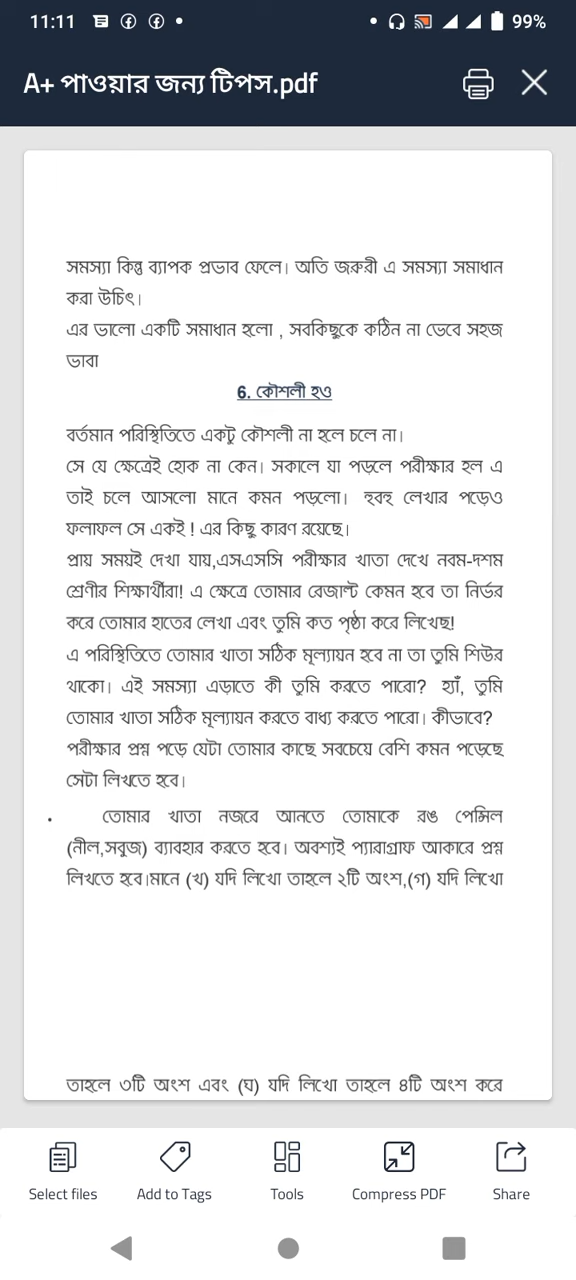 11:11
99%
A+ পাওয়ার জন্য টিপস.pdf
সমস্যা কিন্তু ব্যাপক প্রভাব ফেলে। অতি জরুরী এ সমস্যা সমাধান
করা উচিৎ।
এর ভালো একটি সমাধান হলো , সবকিছুকে কঠিন না ভেবে সহজ
ভাবা
6. কৌশলী হও
বর্তমান পরিস্থিতিতে একটু কৌশলী না হলে চলে না।
সে যে ক্ষেত্রেই হোক না কেন। সকালে যা পড়লে পরীক্ষার হল এ
তাই চলে আসলো মানে কমন পড়লো। হুবহু লেখার পড়েও
ফলাফল সে একই ! এর কিছু কারণ রয়েছে।
প্রায় সময়ই দেখা যায়,এসএসসি পরীক্ষার খাতা দেখে নবম-দশম
শ্রেণীর শিক্ষার্থীরা! এ ক্ষেত্রে তোমার রেজাল্ট কেমন হবে তা নির্ভর
করে তোমার হাতের লেখা এবং তুমি কত পৃষ্ঠা করে লিখেছ!
এ পরিস্থিতিতে তোমার খাতা সঠিক মূল্যায়ন হবে না তা তুমি শিউর
থাকো। এই সমস্যা এড়াতে কী তুমি করতে পারো? হ্যাঁ, তুমি
তোমার খাতা সঠিক মূল্যায়ন করতে বাধ্য করতে পারো। কীভাবে?
পরীক্ষার প্রশ্ন পড়ে যেটা তোমার কাছে সবচেয়ে বেশি কমন পড়েছে
সেটা লিখতে হবে।
. তোমার খাতা নজরে আনতে তোমাকে রঙ পেন্সিল
(নীল,সবুজ) ব্যাবহার করতে হবে। অবশ্যই প্যারাগ্রাফ আকারে প্রশ্ন
লিখতে হবে।মানে (খ) যদি লিখো তাহলে ২টি অংশ,(গ) যদি লিখো
তাহলে ৩টি অংশ এবং (ঘ) যদি লিখো তাহলে ৪টি অংশ করে
Select files
Add to Tags
Tools
Compress PDF
Share